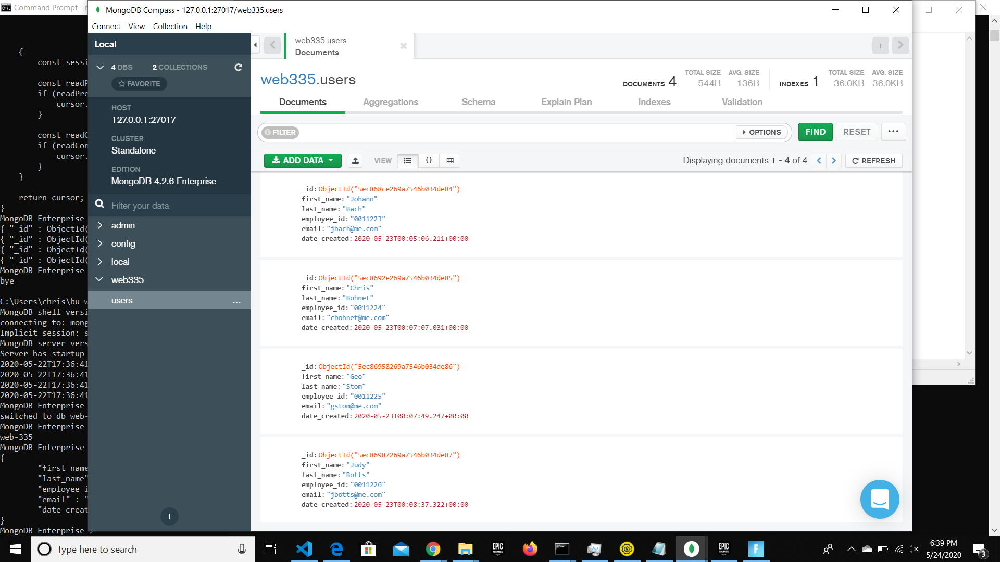 Command Prompt -
MongoDB Compass - 127.0.0.1:27017/web335.users
Connect View Collection Help
Local
4 DBS 2 COLLECTIONS
FAVORITE
HOST
127.0.0.1:27017
CLUSTER
Standalone
EDITION
MongoDB 4.2.6 Enterprise
Filter your data
admin
config
local
web335
users ...
+
web335.users
Documents
+
web335.users
DOCUMENTS 4 TOTAL SIZE 544B AVG. SIZE 136B INDEXES 1 TOTAL SIZE 36.0KB AVG. SIZE 36.0KB
Documents Aggregations Schema Explain Plan Indexes Validation
FILTER OPTIONS FIND RESET ...
ADD DATA VIEW {} Displaying documents 1 - 4 of 4 REFRESH
_id: ObjectId("5ec868ce269a7546b034de84")
first_name: "Johann"
last_name: "Bach"
employee_id: "0011223"
email: "jbach@me.com"
date_created: 2020-05-23T00:05:06.211+00:00
_id: ObjectId("5ec8692e269a7546b034de85")
first_name: "Chris"
last_name: "Bohnet"
employee_id: "0011224"
email: "cbohnet@me.com"
date_created: 2020-05-23T00:07:07.031+00:00
_id: ObjectId("5ec86958269a7546b034de86")
first_name: "Geo"
last_name: "Stom"
employee_id: "0011225"
email: "gstom@me.com"
date_created: 2020-05-23T00:07:49.247+00:00
_id: ObjectId("5ec86987269a7546b034de87")
first_name: "Judy"
last_name: "Botts"
employee_id: "0011226"
email: "jbotts@me.com"
date_created: 2020-05-23T00:08:37.322+00:00
{
const sessi
const readP
if (readPre
cursor.
}
const readC
if (readCon
cursor.
}
}
return cursor;
}
MongoDB Enterprise
{ "_id" : ObjectId(
{ "_id" : ObjectId(
{ "_id" : ObjectId(
{ "_id" : ObjectId(
MongoDB Enterprise
bye
C:\Users\chris\bu-w
MongoDB shell versi
connecting to: mong
Implicit session: s
MongoDB server vers
Server has startup
2020-05-22T17:36:41
2020-05-22T17:36:41
2020-05-22T17:36:41
2020-05-22T17:36:41
MongoDB Enterprise
switched to db web-
MongoDB Enterprise
web-335
MongoDB Enterprise
{
"first_name
"last_name"
"employee_i
"email" : "
"date_creat
}
MongoDB Enterprise >
Type here to search
EPIC GAMES
EPIC GAMES
F
6:39 PM
5/24/2020
3